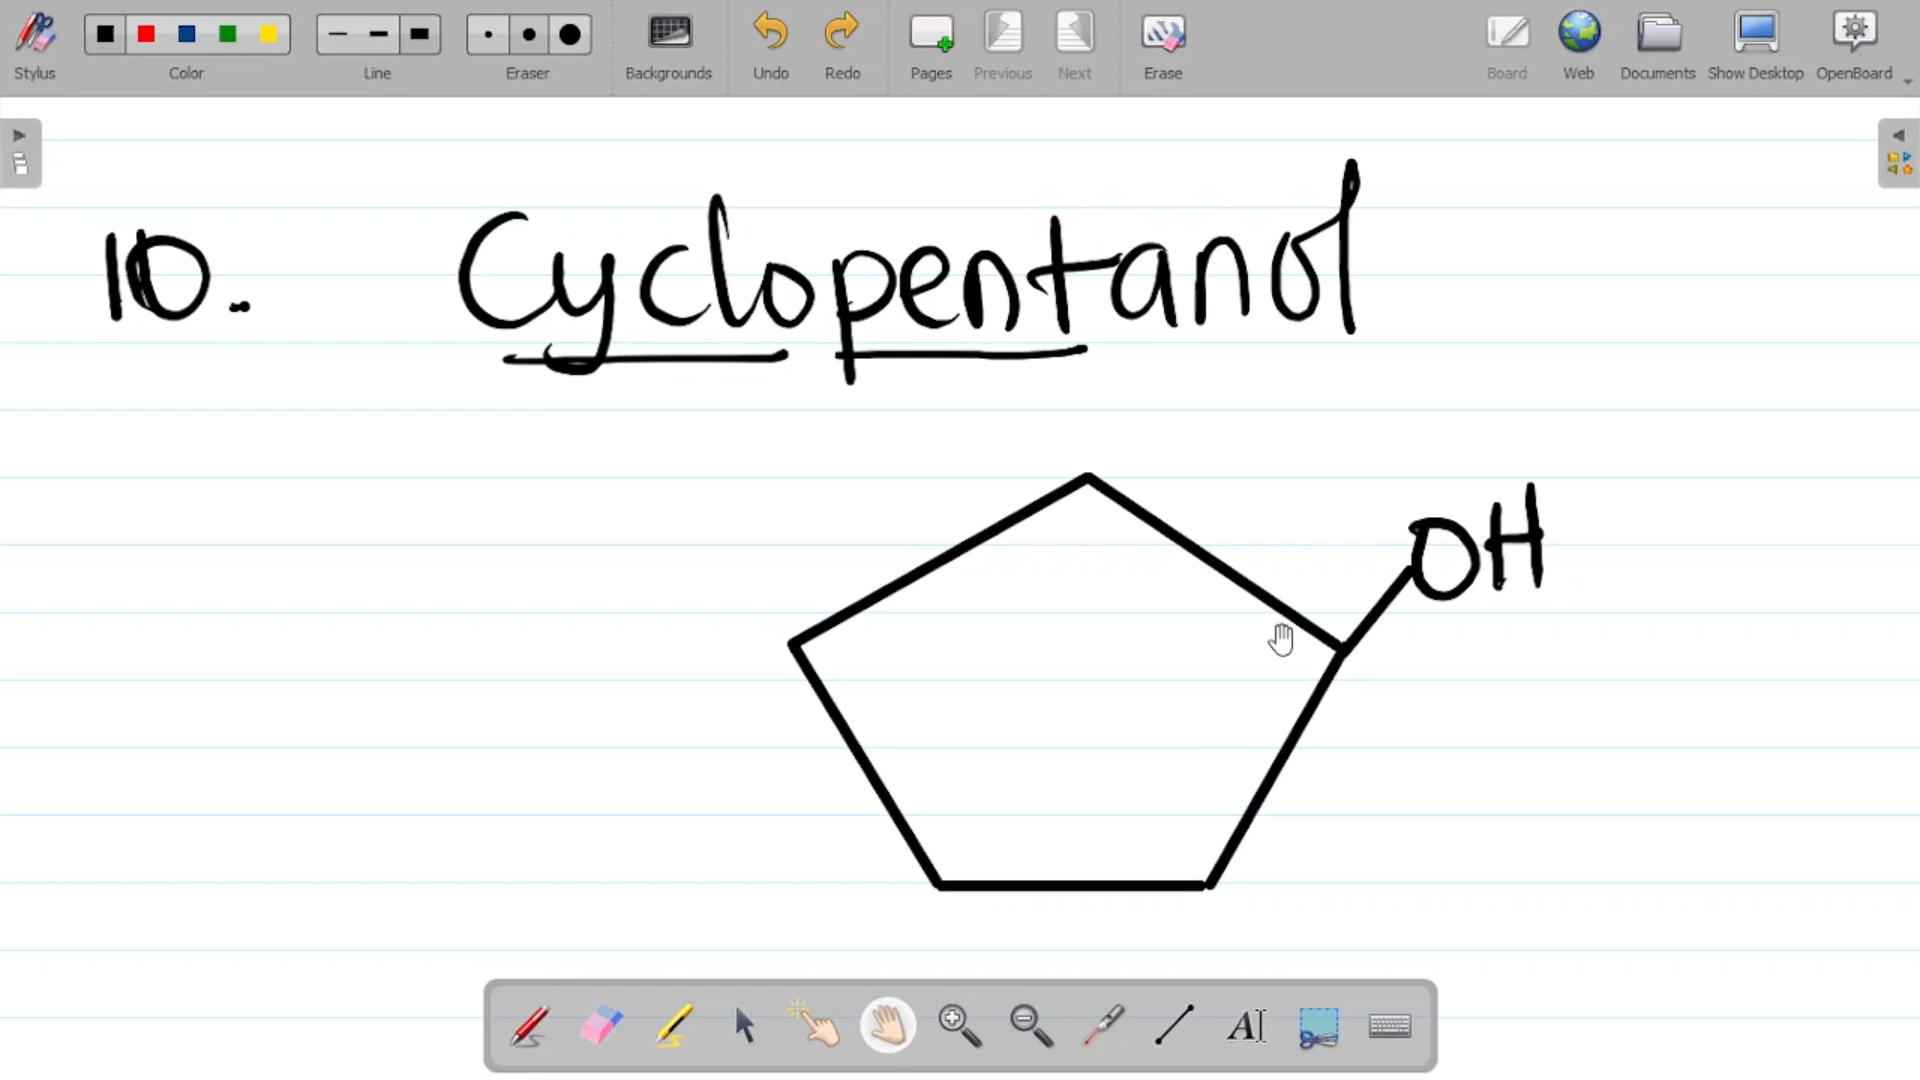 Stylus Color Line Eraser Backgrounds Undo Redo Pages Previous Next Erase Board Web Documents Show Desktop OpenBoard
10. Cyclopentanol
OH
AI